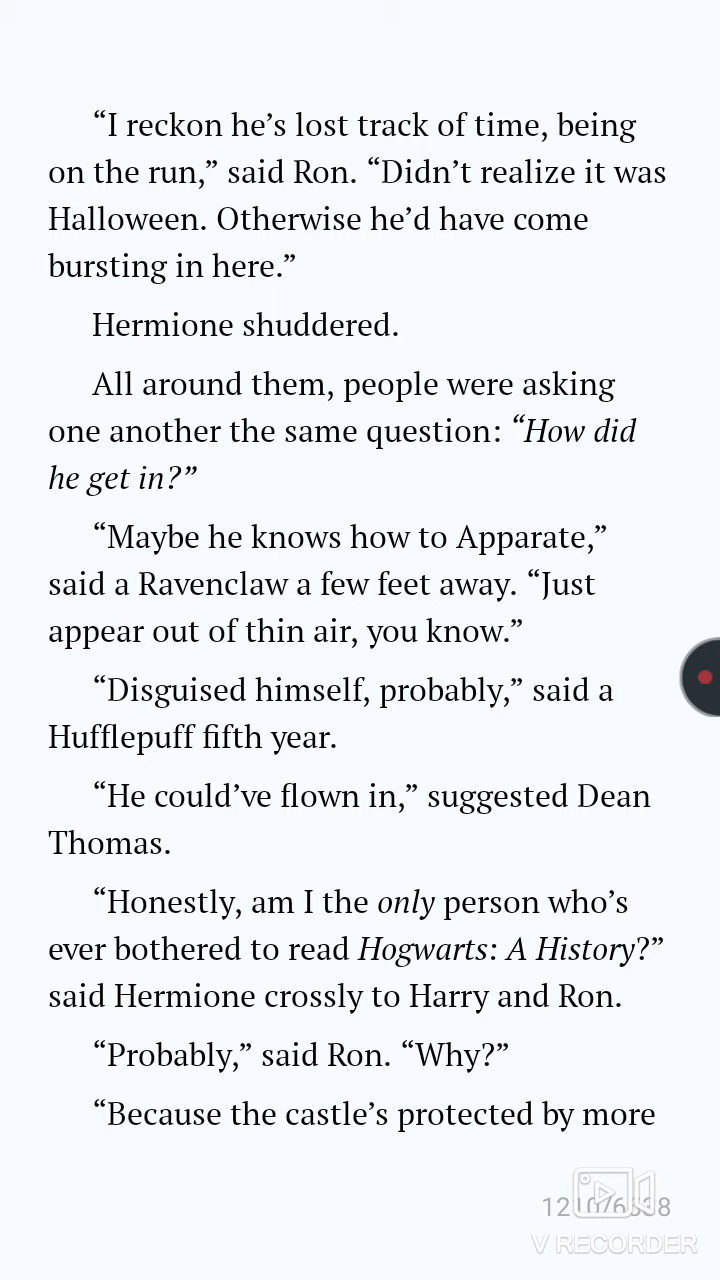 “I reckon he’s lost track of time, being
on the run,” said Ron. “Didn’t realize it was
Halloween. Otherwise he’d have come
bursting in here.”
Hermione shuddered.
All around them, people were asking
one another the same question: “How did
he get in?”
“Maybe he knows how to Apparate,”
said a Ravenclaw a few feet away. “Just
appear out of thin air, you know.”
“Disguised himself, probably,” said a
Hufflepuff fifth year.
“He could’ve flown in,” suggested Dean
Thomas.
“Honestly, am I the only person who’s
ever bothered to read Hogwarts: A History?”
said Hermione crossly to Harry and Ron.
“Probably,” said Ron. “Why?”
“Because the castle’s protected by more
V RECORDER